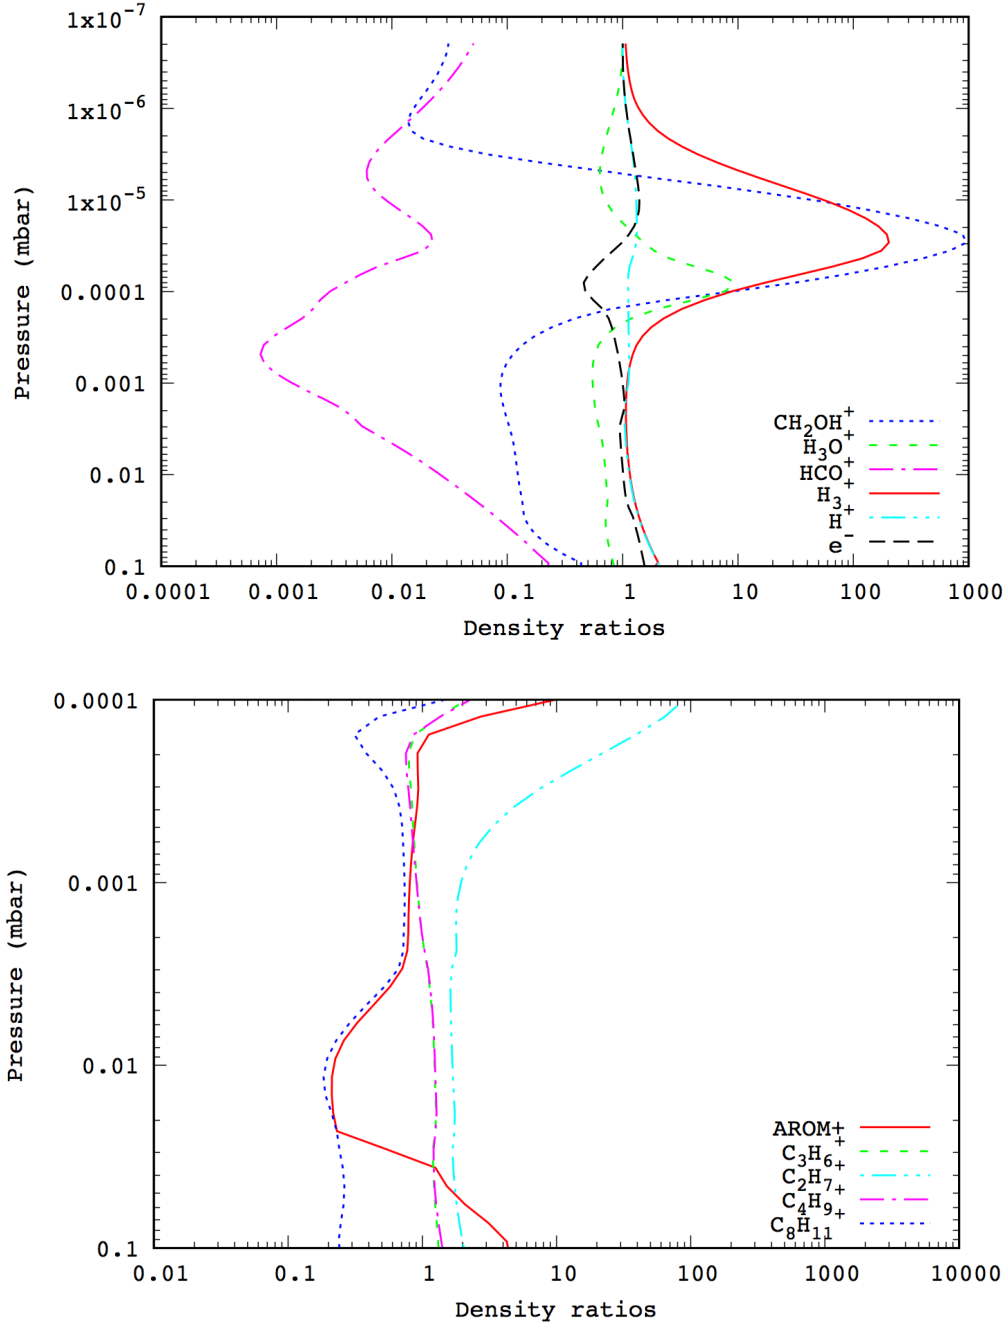 1x10-7
1x10-6
1x10-5
0.0001
0.001
0.01
0.1
Pressure (mbar)
CH2OH+
H3O+
HCO+
H3+
H+
e-
0.0001 0.001 0.01 0.1 1 10 100 1000
Density ratios
0.0001
0.001
0.01
0.1
Pressure (mbar)
AROM+
C3H6+
C2H7+
C4H9+
C8H11+
0.01 0.1 1 10 100 1000 10000
Density ratios